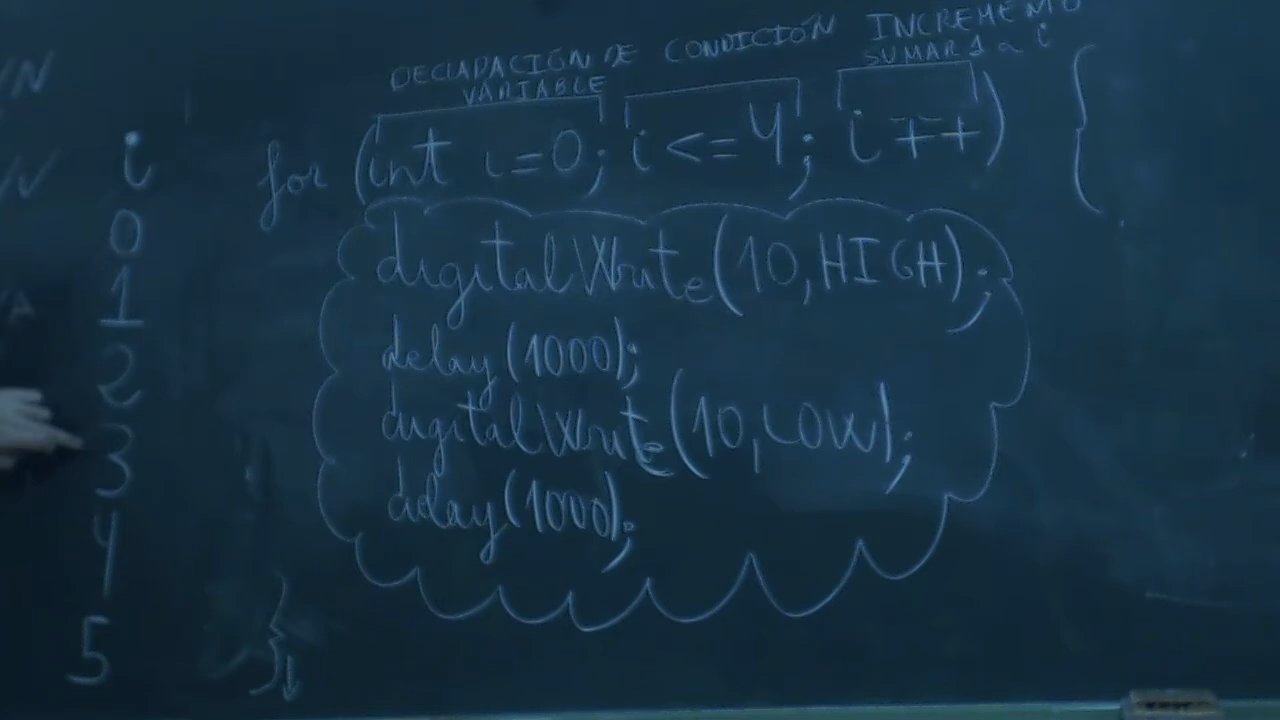 DECLARACIÓN DE VARIABLE
CONDICIÓN
INCREMENTO
SUMAR 1 a i
for (int i=0; i<=4; i++) {
digitalWrite(10,HIGH);
delay(1000);
digitalWrite(10,LOW);
delay(1000);
}
i
0
1
2
3
4
5